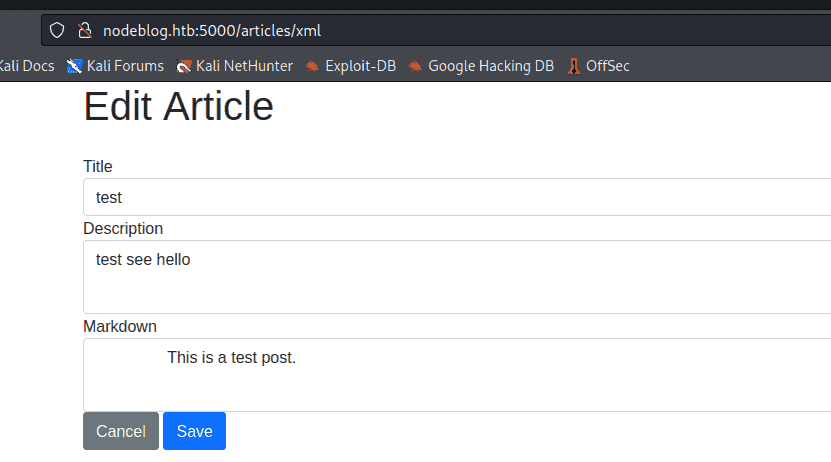 nodeblog.htb:5000/articles/xml
Kali Docs Kali Forums Kali NetHunter Exploit-DB Google Hacking DB OffSec
Edit Article
Title
test
Description
test see hello
Markdown
This is a test post.
Cancel Save